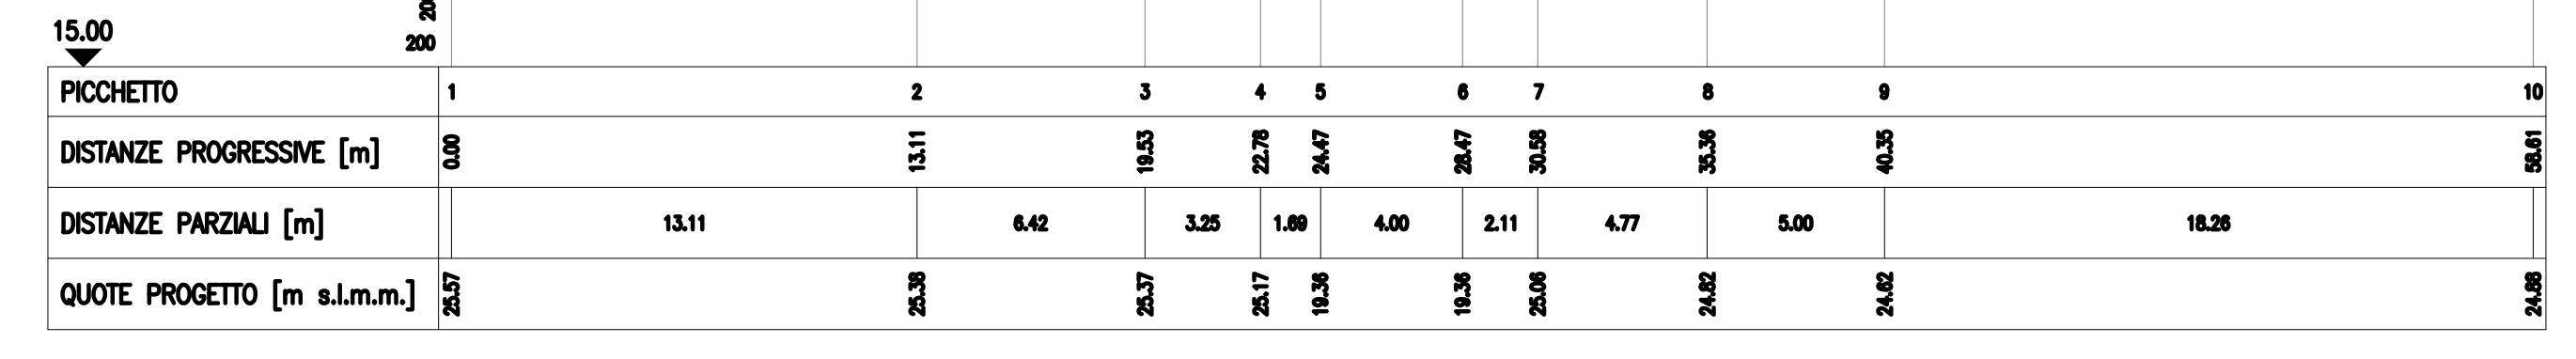 20
15.00
200
PICCHETTO 1 2 3 4 5 6 7 8 9 10
DISTANZE PROGRESSIVE [m] 0.00 13.11 19.53 22.78 24.47 28.47 30.58 35.36 40.35 58.61
DISTANZE PARZIALI [m] 13.11 6.42 3.25 1.69 4.00 2.11 4.77 5.00 18.26
QUOTE PROGETTO [m s.l.m.m.] 25.57 25.38 25.37 25.17 19.36 19.36 25.06 24.82 24.62 24.88